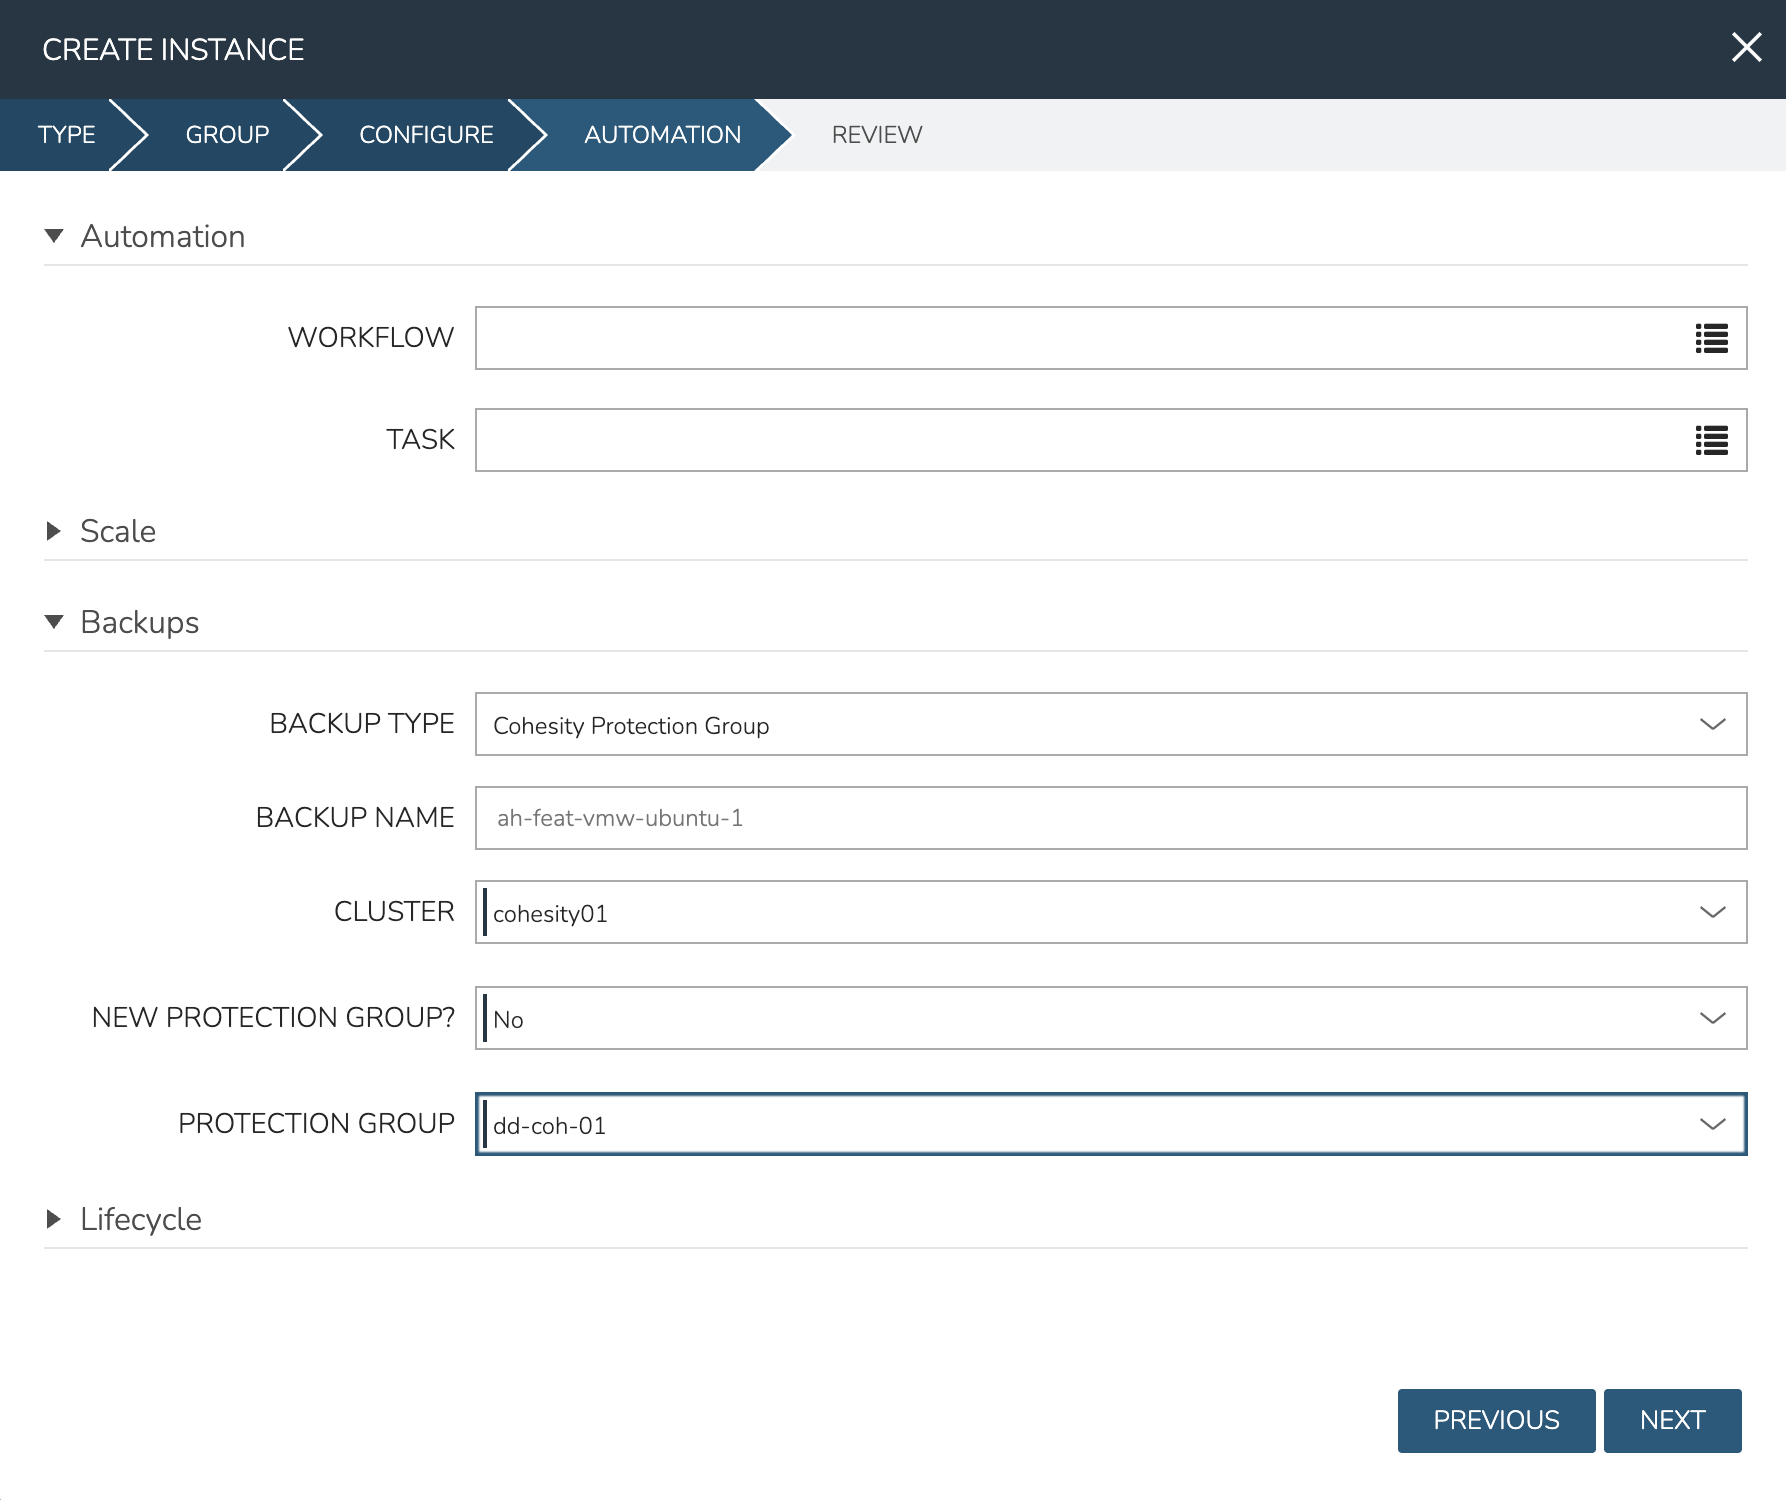 CREATE INSTANCE
TYPE GROUP CONFIGURE AUTOMATION REVIEW
Automation
WORKFLOW
TASK
Scale
Backups
BACKUP TYPE Cohesity Protection Group
BACKUP NAME ah-feat-vmw-ubuntu-1
CLUSTER cohesity01
NEW PROTECTION GROUP? No
PROTECTION GROUP dd-coh-01
Lifecycle
PREVIOUS NEXT